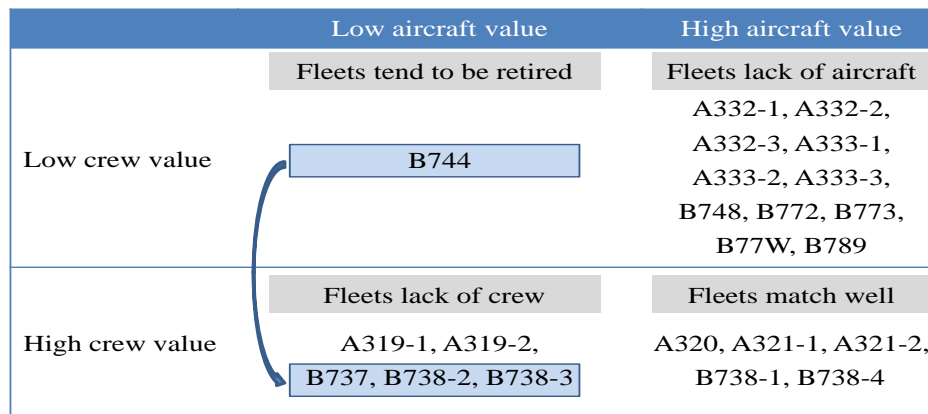 Low aircraft value
High aircraft value
Fleets tend to be retired
Fleets lack of aircraft
Low crew value
B744
A332-1, A332-2,
A332-3, A333-1,
A333-2, A333-3,
B748, B772, B773,
B77W, B789
Fleets lack of crew
Fleets match well
High crew value
A319-1, A319-2,
B737, B738-2, B738-3
A320, A321-1, A321-2,
B738-1, B738-4